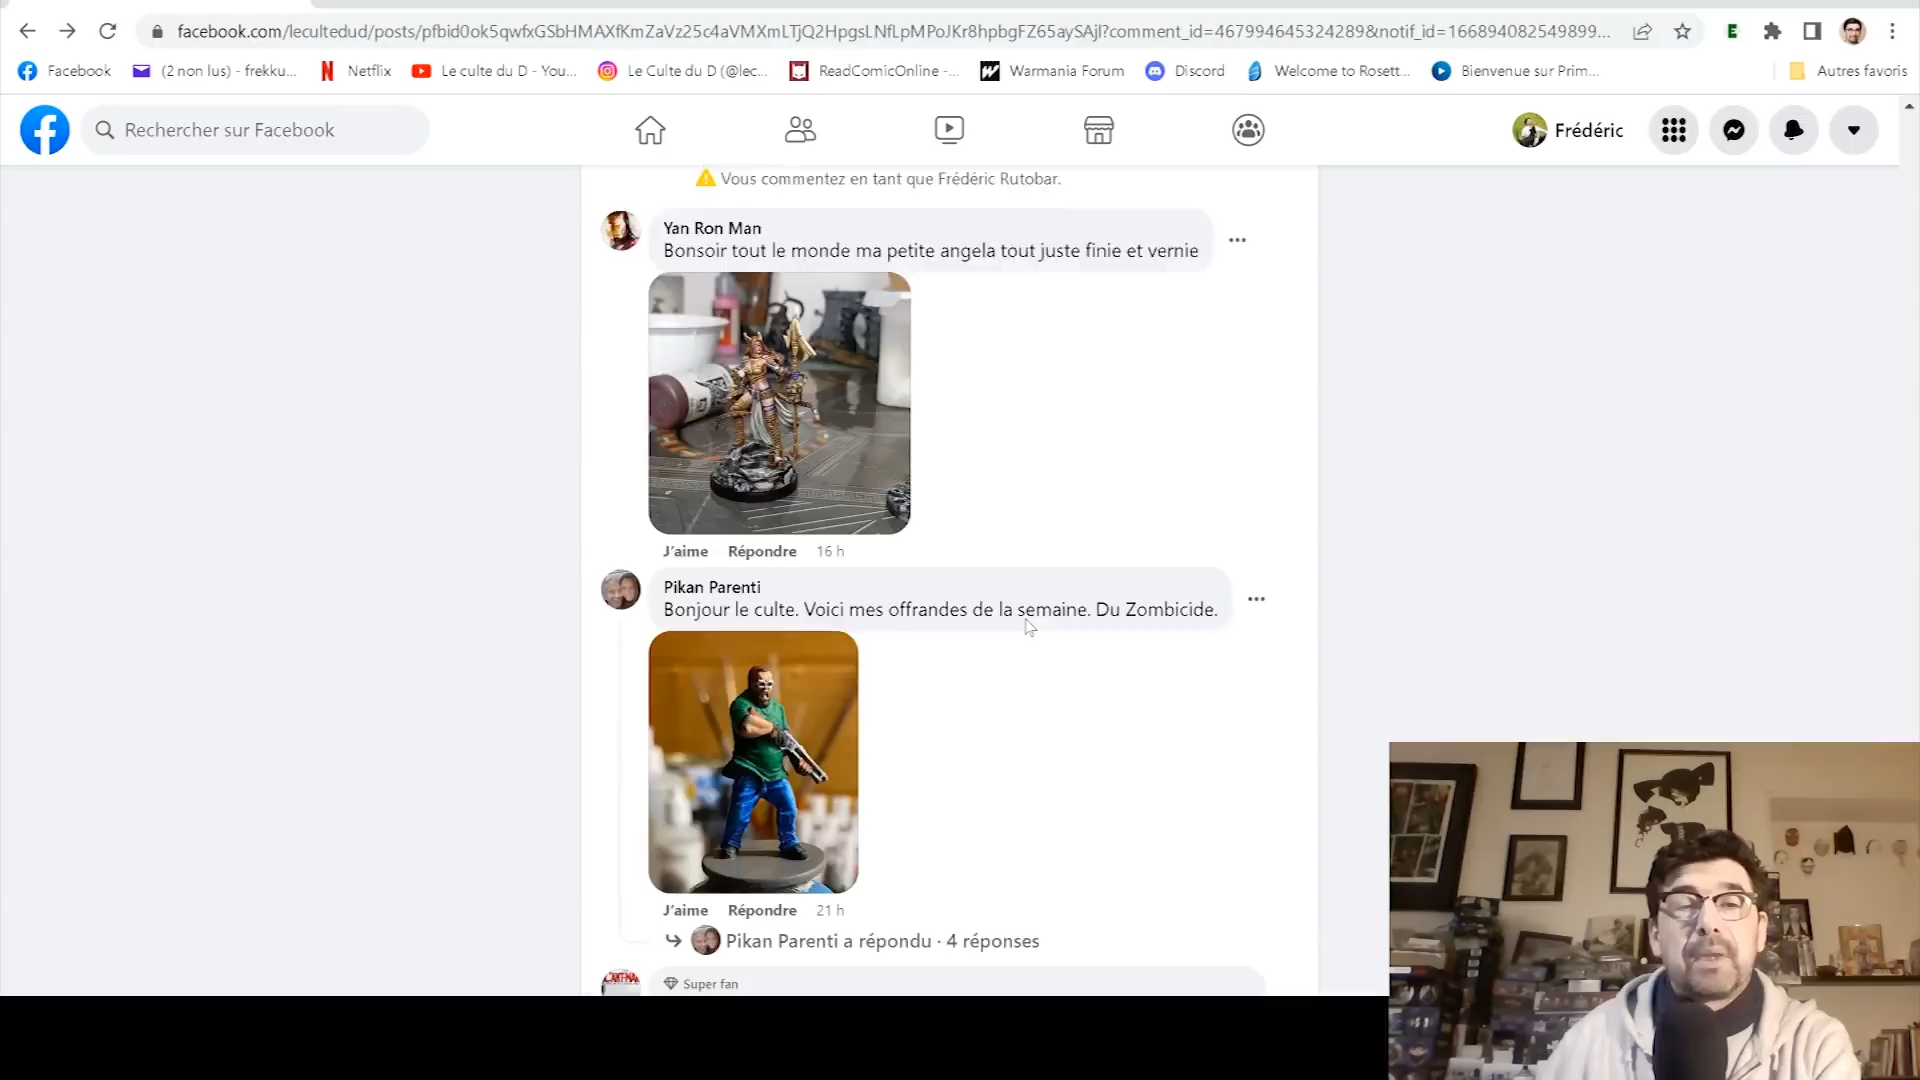 facebook.com/lecultedud/posts/pfbid0ok5qwfxGSbHMAXfKmZaVz25c4aVMXmLTjQ2HpgsLNfLpMPoJKr8hpbgFZ65aySAjl?comment_id=467994645324289&notif_id=166894082549899...
Facebook (2 non lus) - frekku... Netflix Le culte du D - You... Le Culte du D (@lec... ReadComicOnline -... Warmania Forum Discord Welcome to Rosett... Bienvenue sur Prim... Autres favoris
Rechercher sur Facebook
Frédéric
Vous commentez en tant que Frédéric Rutobar.
Yan Ron Man
Bonsoir tout le monde ma petite angela tout juste finie et vernie
J'aime Répondre 16 h
Pikan Parenti
Bonjour le culte. Voici mes offrandes de la semaine. Du Zombicide.
J'aime Répondre 21 h
Pikan Parenti a répondu · 4 réponses
Super fan